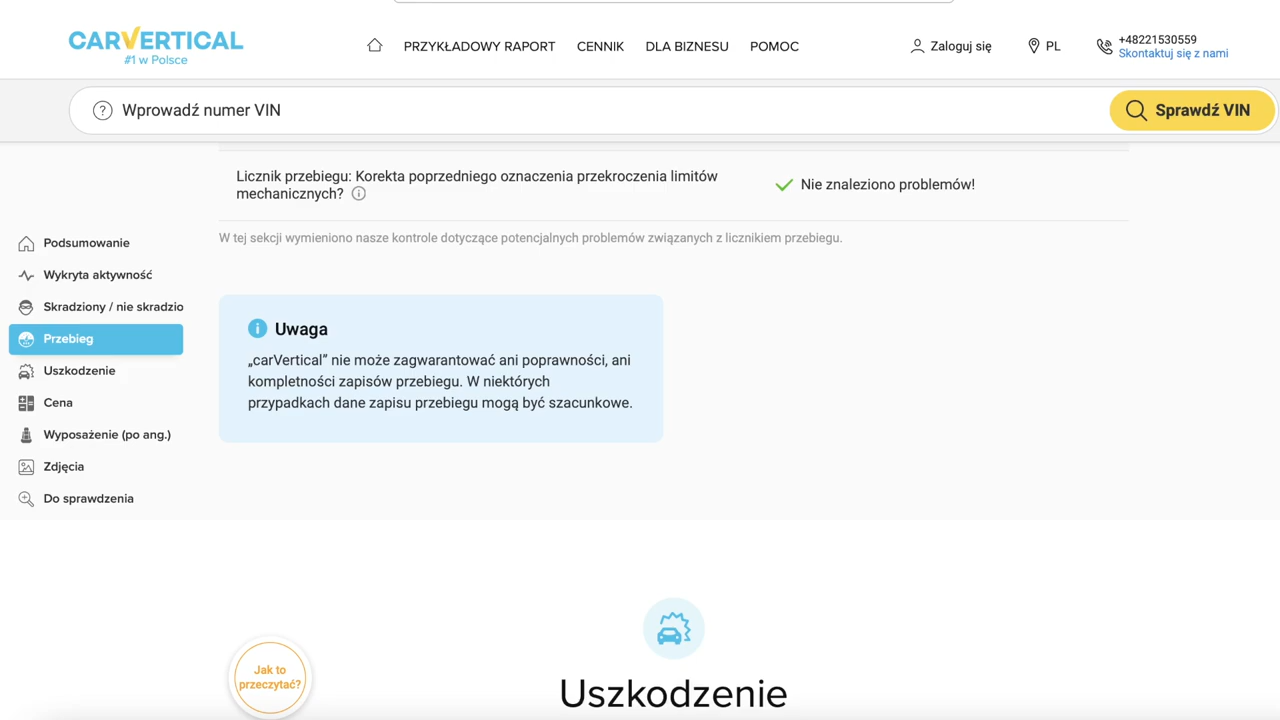 CARVERTICAL
#1 w Polsce
PRZYKŁADOWY RAPORT
CENNIK
DLA BIZNESU
POMOC
Zaloguj się
PL
+48221530559
Skontaktuj się z nami
? Wprowadź numer VIN
Sprawdź VIN
Licznik przebiegu: Korekta poprzedniego oznaczenia przekroczenia limitów
mechanicznych?
Nie znaleziono problemów!
W tej sekcji wymieniono nasze kontrole dotyczące potencjalnych problemów związanych z licznikiem przebiegu.
Podsumowanie
Wykryta aktywność
Skradziony / nie skradzio
Przebieg
Uszkodzenie
Cena
Wyposażenie (po ang.)
Zdjęcia
Do sprawdzenia
Uwaga
„carVertical” nie może zagwarantować ani poprawności, ani
kompletności zapisów przebiegu. W niektórych
przypadkach dane zapisu przebiegu mogą być szacunkowe.
Jak to
przeczytać?
Uszkodzenie